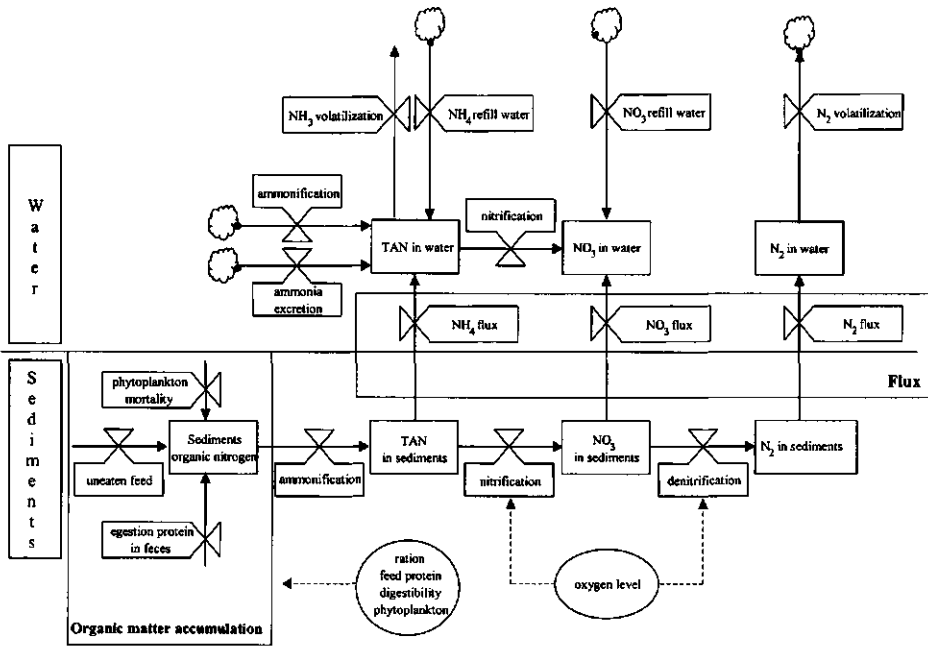 NH3 volatilization
NH4 refill water
NO3 refill water
N2 volatilization
Water
ammonification
nitrification
TAN in water
NO3 in water
N2 in water
ammonia
excretion
NH4 flux
NO3 flux
N2 flux
Flux
Sediments
phytoplankton
mortality
Sediments
organic nitrogen
TAN
in sediments
NO3
in sediments
N2 in sediments
uneaten feed
ammonification
nitrification
denitrification
egestion protein
in feces
ration
feed protein
digestibility
phytoplankton
oxygen level
Organic matter accumulation